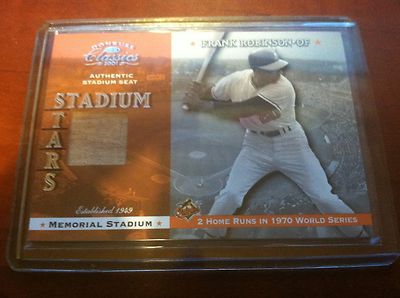 DONRUSS
Classics
2001
FRANK ROBINSON-OF
AUTHENTIC
STADIUM SEAT
STADIUM
STARS
Established 1949
MEMORIAL STADIUM
2 HOME RUNS IN 1970 WORLD SERIES